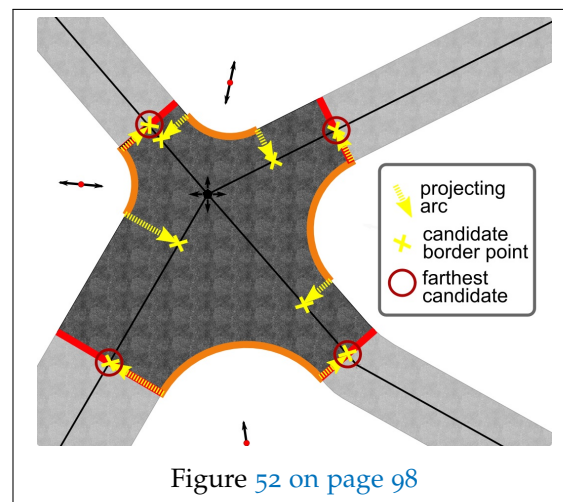 projecting
arc
candidate
border point
farthest
candidate
Figure 52 on page 98